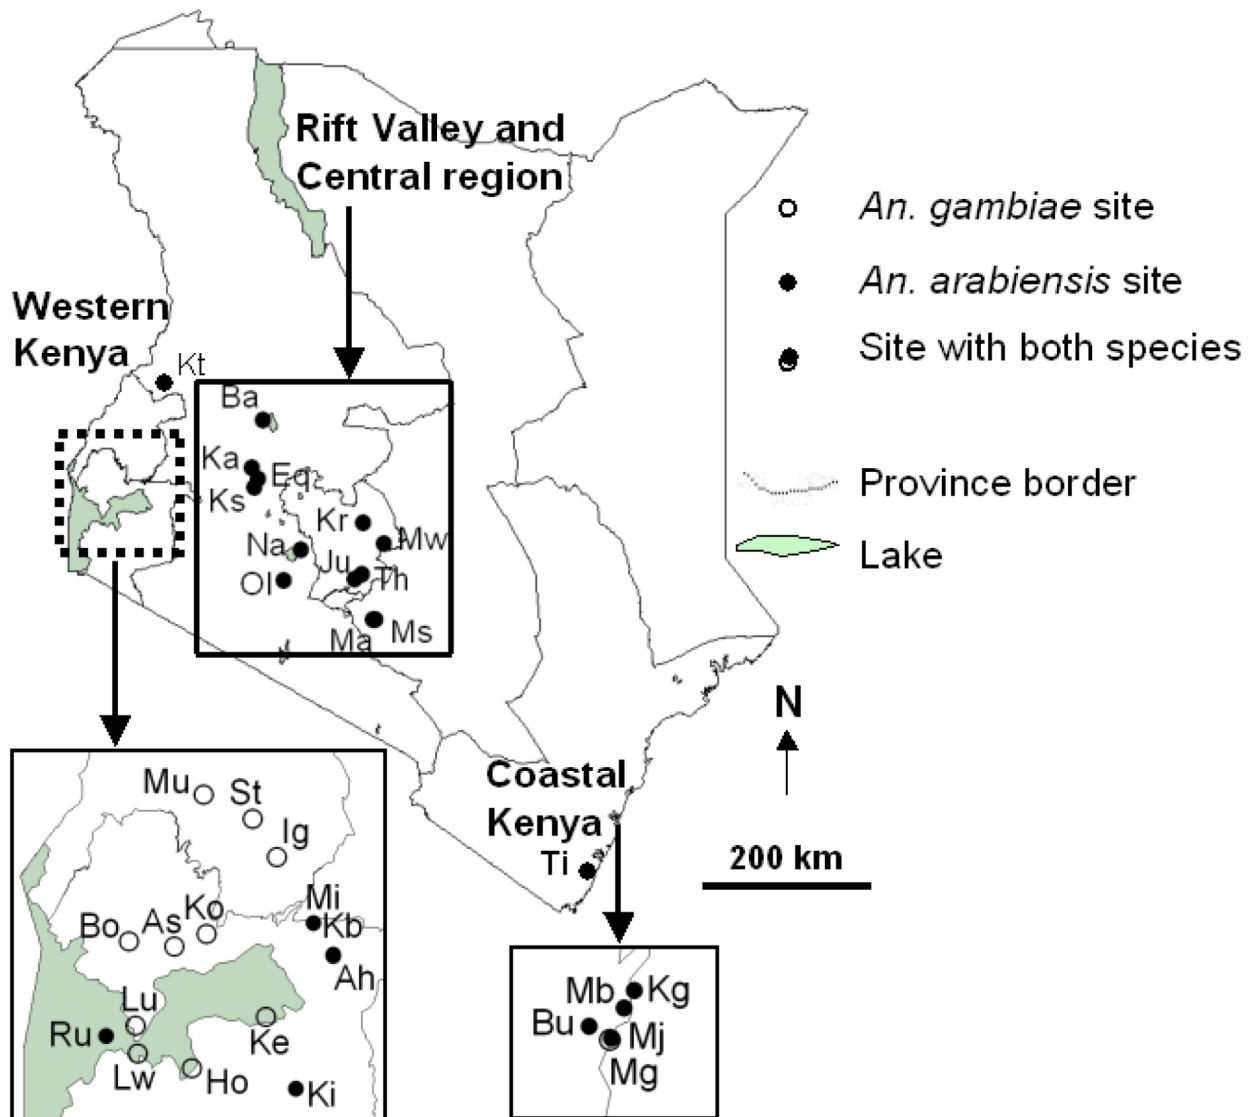 Rift Valley and
Central region
An. gambiae site
An. arabiensis site
Site with both species
Province border
Lake
Western
Kenya
Kt
Ba
Ka
Eq
Ks
Kr
Na
Mw
Ju
Th
Ol
Ma
Ms
N
200 km
Coastal
Kenya
Ti
Mu
St
Ig
Mi
Ko
Kb
Bo
As
Ah
Lu
Ru
Ke
Lw
Ho
Ki
Kg
Mb
Bu
Mj
Mg